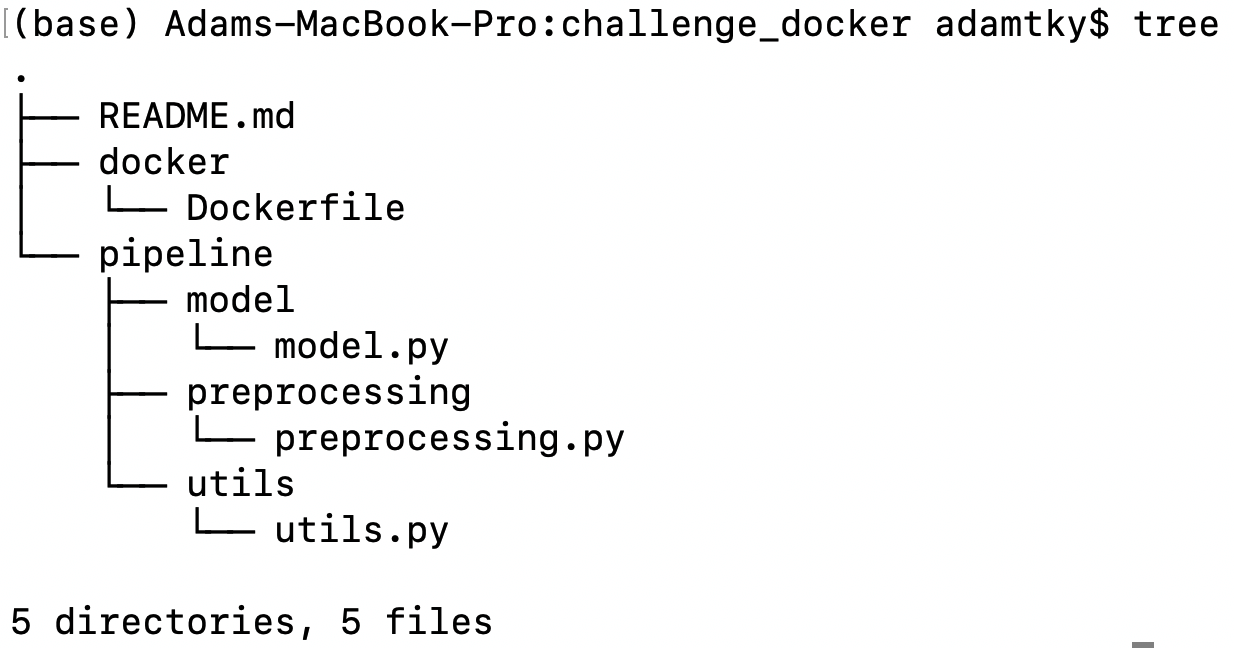 [(base) Adams-MacBook-Pro:challenge_docker adamtky$ tree
.
├── README.md
├── docker
│   └── Dockerfile
└── pipeline
    ├── model
    │   └── model.py
    ├── preprocessing
    │   └── preprocessing.py
    └── utils
        └── utils.py
5 directories, 5 files